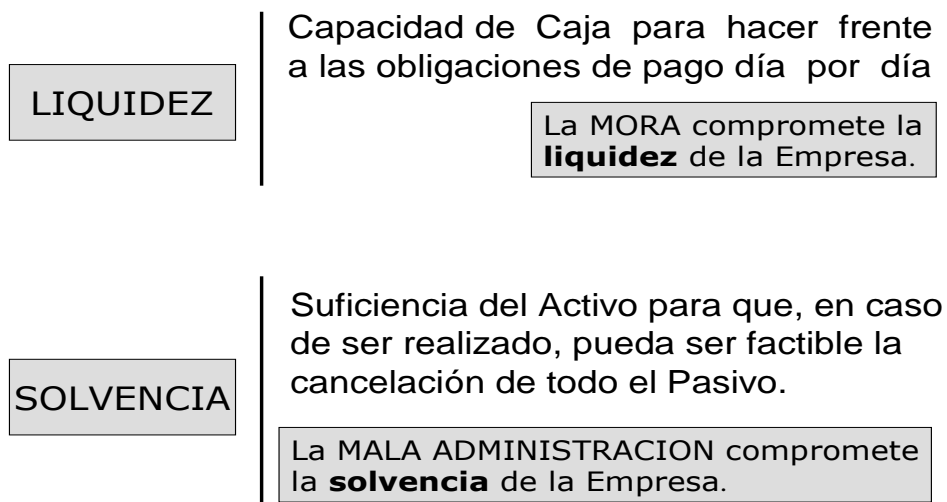 LIQUIDEZ
Capacidad de Caja para hacer frente
a las obligaciones de pago día por día
La MORA compromete la
liquidez de la Empresa.
SOLVENCIA
Suficiencia del Activo para que, en caso
de ser realizado, pueda ser factible la
cancelación de todo el Pasivo.
La MALA ADMINISTRACION compromete
la solvencia de la Empresa.